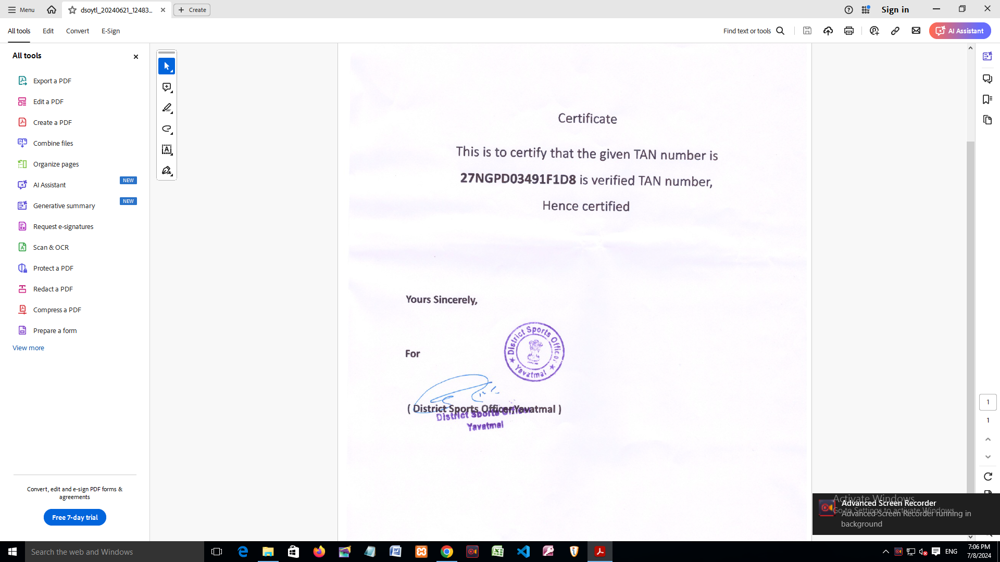 Menu
dsoytl_20240621_12483...
Create
Sign in
All tools
Edit
Convert
E-Sign
Find text or tools
AI Assistant
All tools
Export a PDF
Edit a PDF
Create a PDF
Combine files
Organize pages
AI Assistant NEW
Generative summary NEW
Request e-signatures
Scan & OCR
Protect a PDF
Redact a PDF
Compress a PDF
Prepare a form
View more
Convert, edit and e-sign PDF forms &
agreements
Free 7-day trial
Certificate
This is to certify that the given TAN number is
27NGPD03491F1D8 is verified TAN number,
Hence certified
Yours Sincerely,
District Sports Officer
Yavatmal
For
( District Sports Officer,Yavatmal )
District Sports Officer
Yavatmal
1
1
Activate Windows
Go to Settings to activate Windows.
Advanced Screen Recorder
Advanced Screen Recorder running in
background
Search the web and Windows
ENG
7:06 PM
7/8/2024